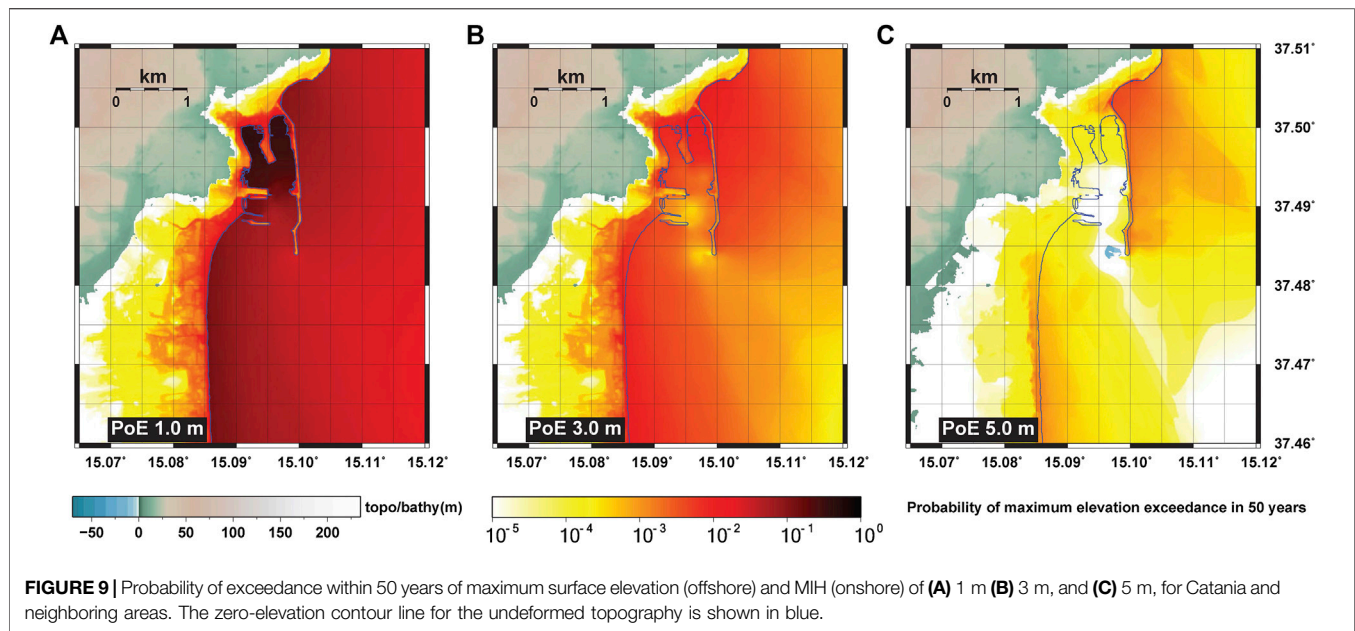 A
B
C
km
0 1
km
0 1
km
0 1
37.51°
37.50°
37.49°
37.48°
37.47°
37.46°
PoE 1.0 m
PoE 3.0 m
PoE 5.0 m
15.07° 15.08° 15.09° 15.10° 15.11° 15.12°
15.07° 15.08° 15.09° 15.10° 15.11° 15.12°
15.07° 15.08° 15.09° 15.10° 15.11° 15.12°
topo/bathy(m)
-50 0 50 100 150 200
10⁻⁵ 10⁻⁴ 10⁻³ 10⁻² 10⁻¹ 10⁰
Probability of maximum elevation exceedance in 50 years
FIGURE 9 | Probability of exceedance within 50 years of maximum surface elevation (offshore) and MIH (onshore) of (A) 1 m (B) 3 m, and (C) 5 m, for Catania and
neighboring areas. The zero-elevation contour line for the undeformed topography is shown in blue.